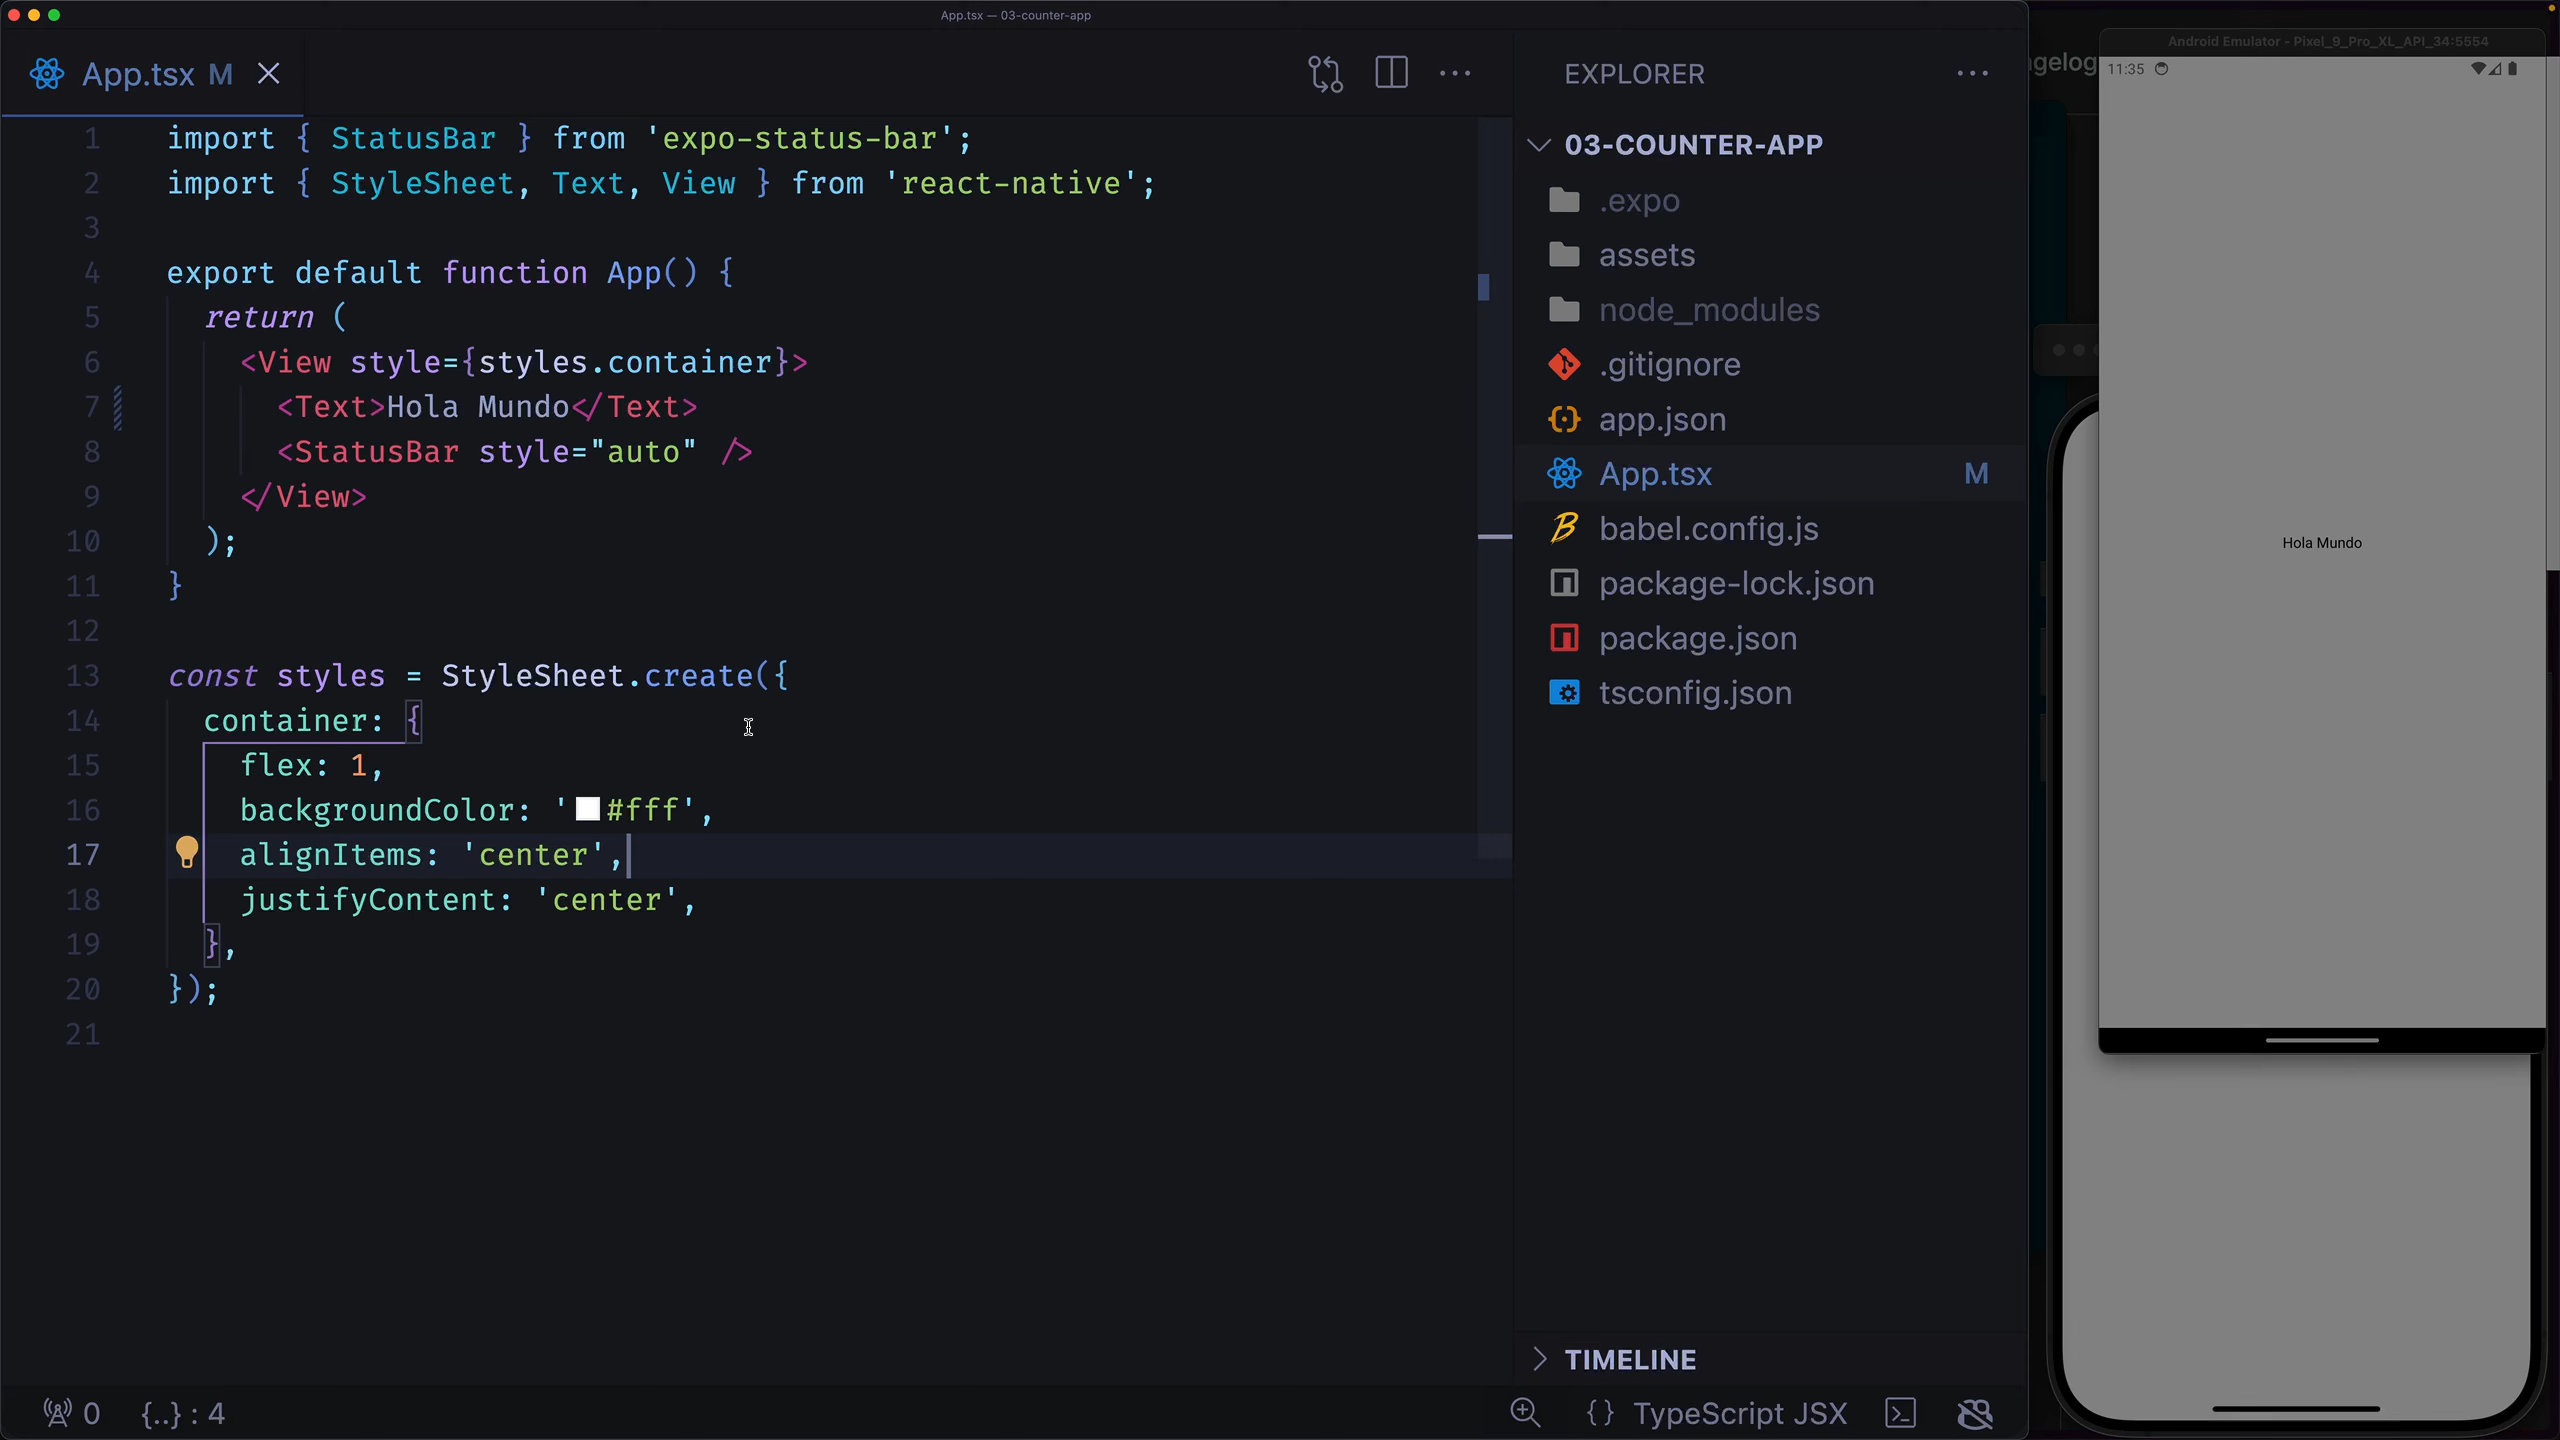 App.tsx — 03-counter-app
App.tsx M
1 import { StatusBar } from 'expo-status-bar';
2 import { StyleSheet, Text, View } from 'react-native';
3
4 export default function App() {
5 return (
6 <View style={styles.container}>
7 <Text>Hola Mundo</Text>
8 <StatusBar style="auto" />
9 </View>
10 );
11 }
12
13 const styles = StyleSheet.create({
14 container: {
15 flex: 1,
16 backgroundColor: '#fff',
17 alignItems: 'center',
18 justifyContent: 'center',
19 },
20 });
21
0 {..} : 4
EXPLORER
03-COUNTER-APP
.expo
assets
node_modules
.gitignore
app.json
App.tsx M
babel.config.js
package-lock.json
package.json
tsconfig.json
TIMELINE
{} TypeScript JSX
Android Emulator - Pixel_9_Pro_XL_API_34:5554
11:35
Hola Mundo